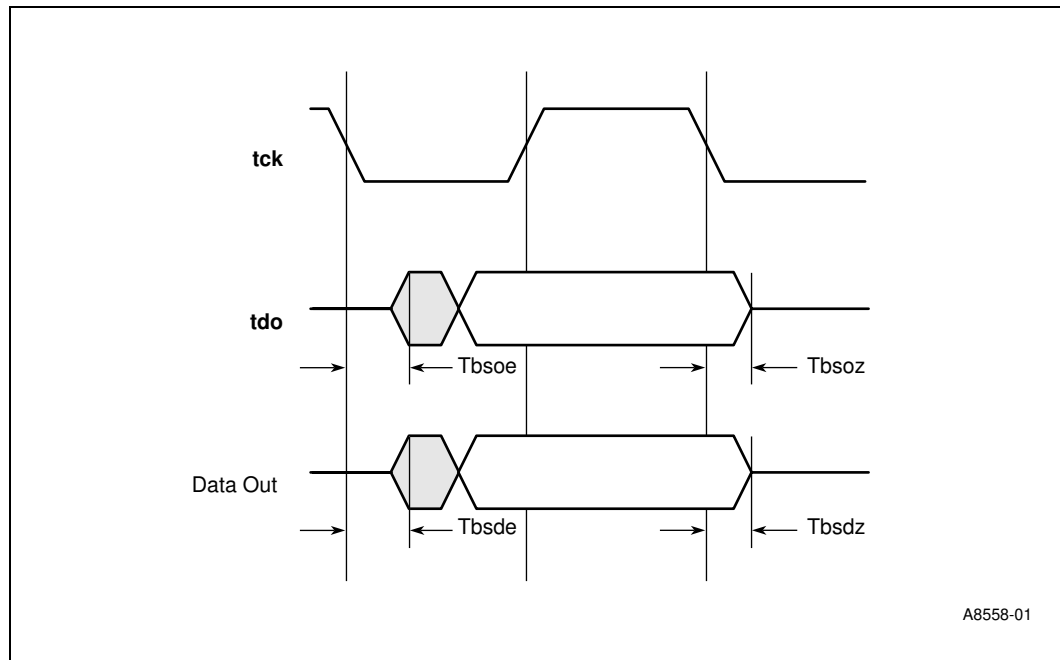 tck
tdo
Tbsoe
Tbsoz
Data Out
Tbsde
Tbsdz
A8558-01